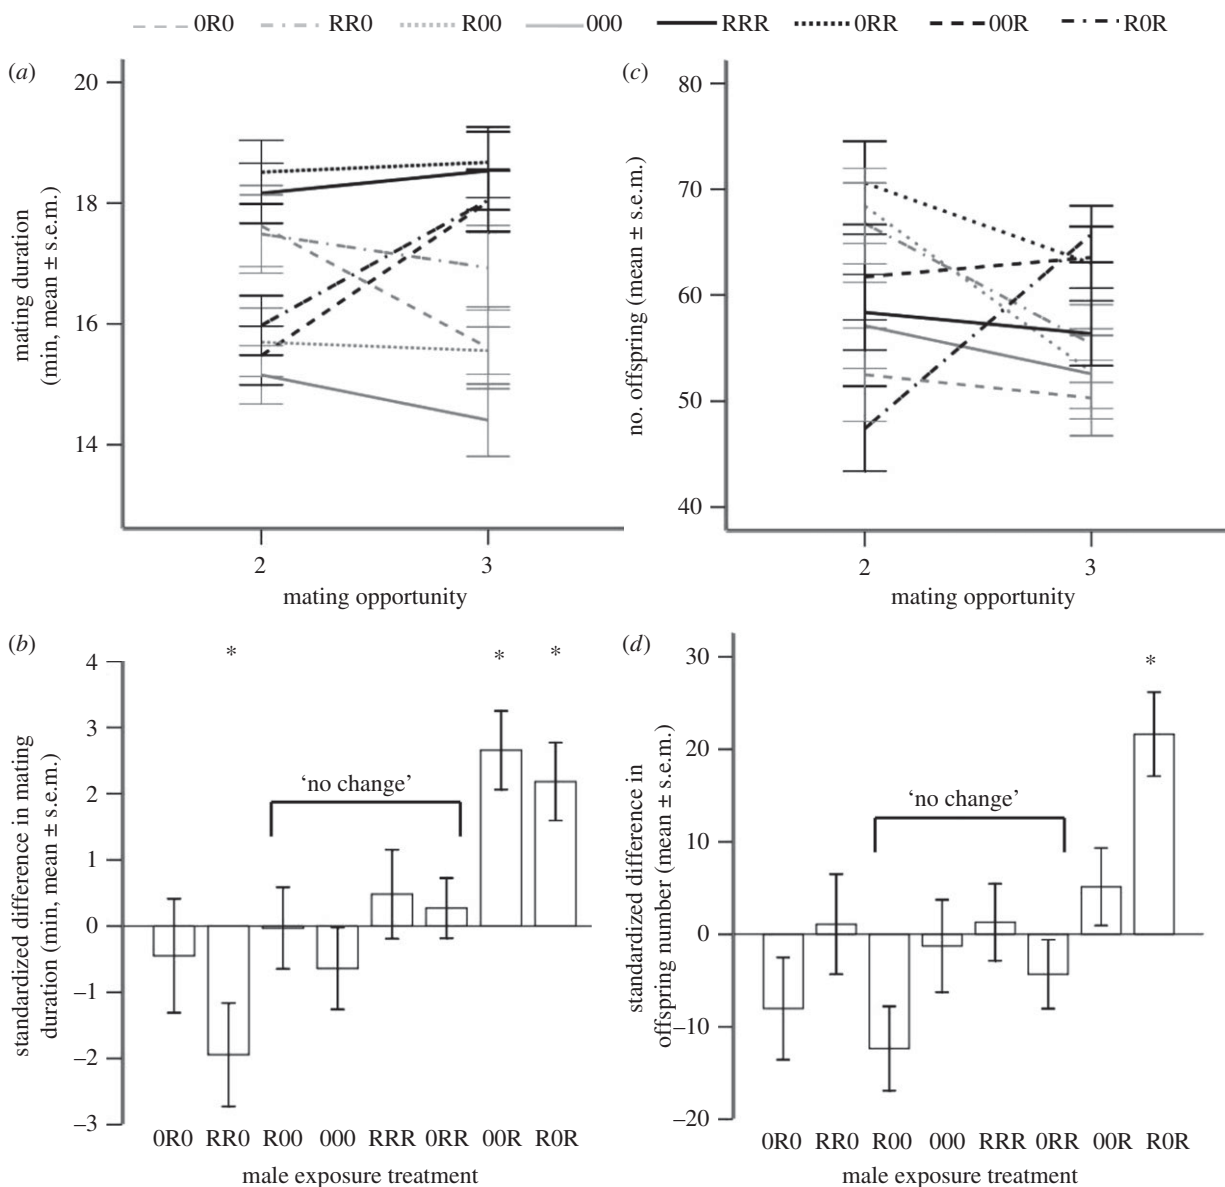 0R0 RR0 R00 000 RRR 0RR 00R R0R
(a)
mating duration
(min, mean ± s.e.m.)
20
18
16
14
2 3
mating opportunity
(c)
no. offspring (mean ± s.e.m.)
80
70
60
50
40
2 3
mating opportunity
(b)
standardized difference in mating
duration (min, mean ± s.e.m.)
4
3
2
1
0
–1
–2
–3
* * *
'no change'
0R0 RR0 R00 000 RRR 0RR 00R R0R
male exposure treatment
(d)
standardized difference in
offspring number (mean ± s.e.m.)
30
20
10
0
–10
–20
*
'no change'
0R0 RR0 R00 000 RRR 0RR 00R R0R
male exposure treatment